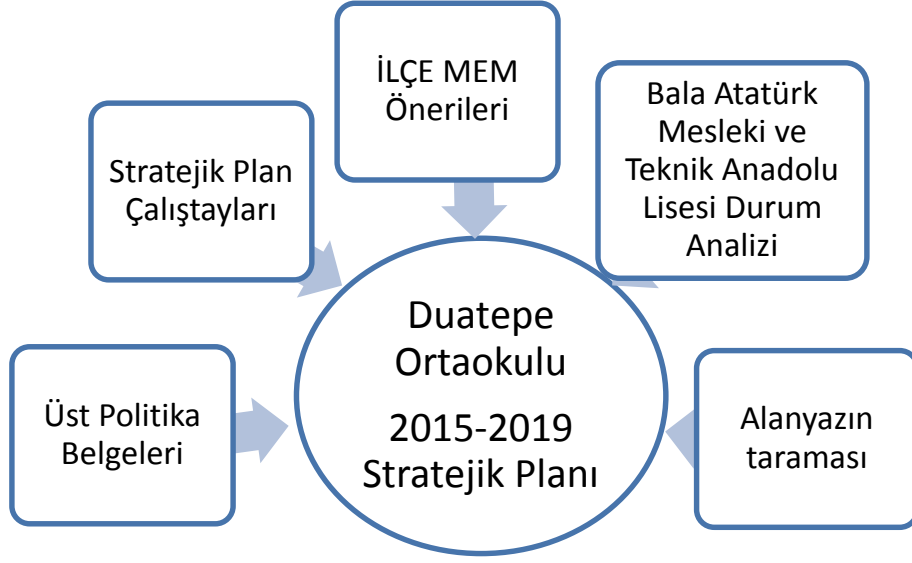 İLÇE MEM
Önerileri
Bala Atatürk
Mesleki ve
Teknik Anadolu
Lisesi Durum
Analizi
Stratejik Plan
Çalıştayları
Duatepe
Ortaokulu
2015-2019
Stratejik Planı
Üst Politika
Belgeleri
Alanyazın
taraması